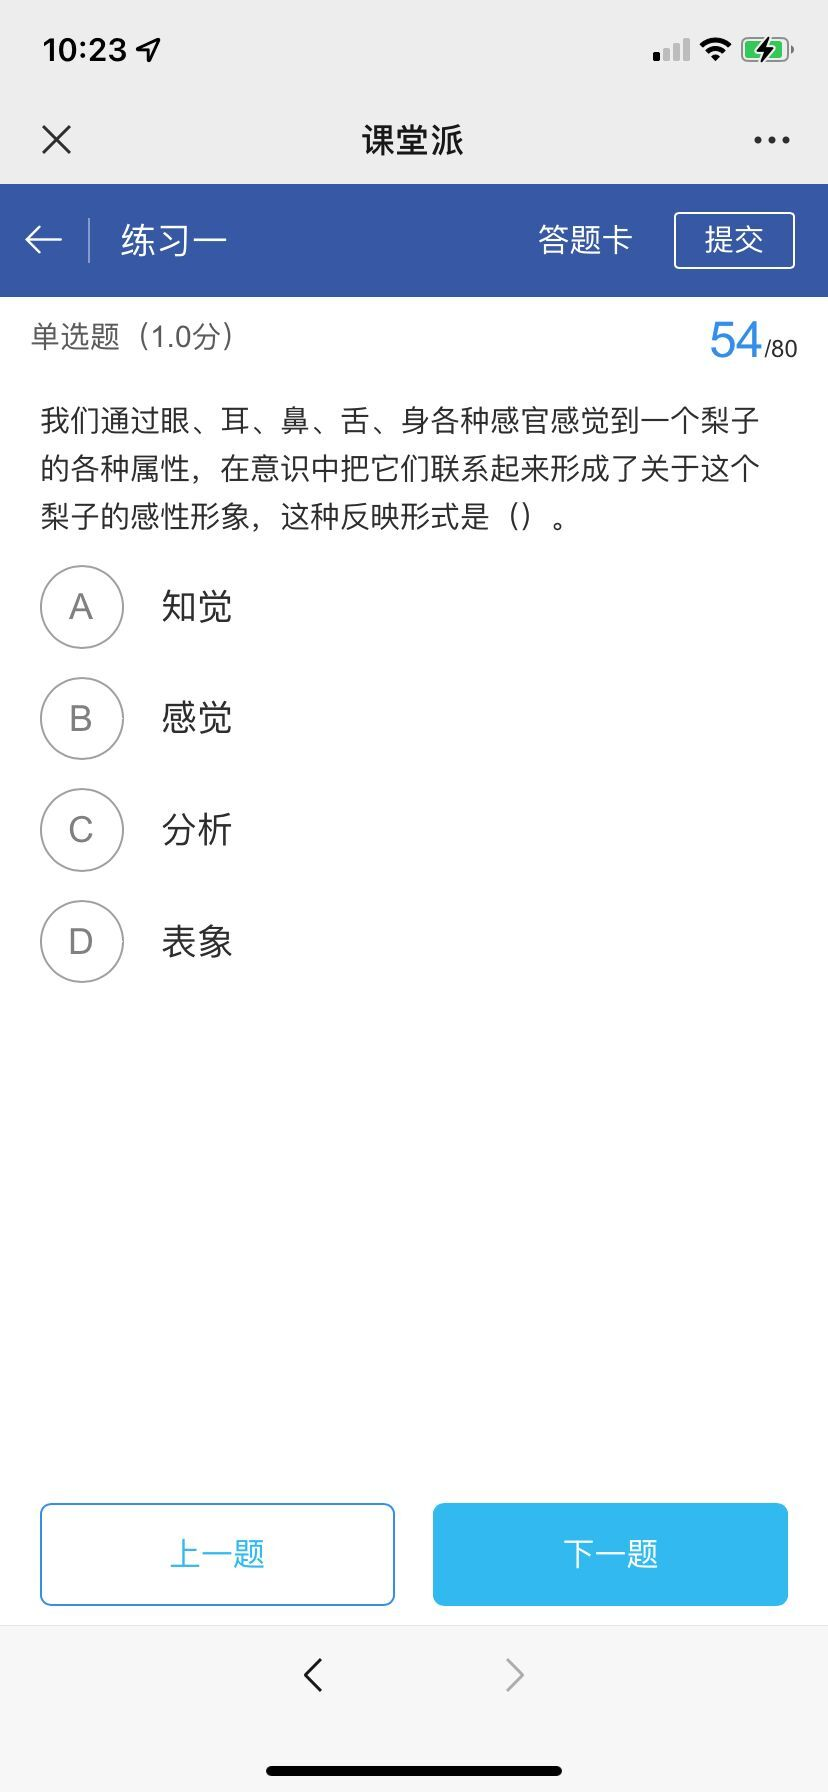 10:23
课堂派
练习一
答题卡
提交
单选题（1.0分）
54/80
我们通过眼、耳、鼻、舌、身各种感官感觉到一个梨子
的各种属性，在意识中把它们联系起来形成了关于这个
梨子的感性形象，这种反映形式是（）。
A 知觉
B 感觉
C 分析
D 表象
上一题
下一题